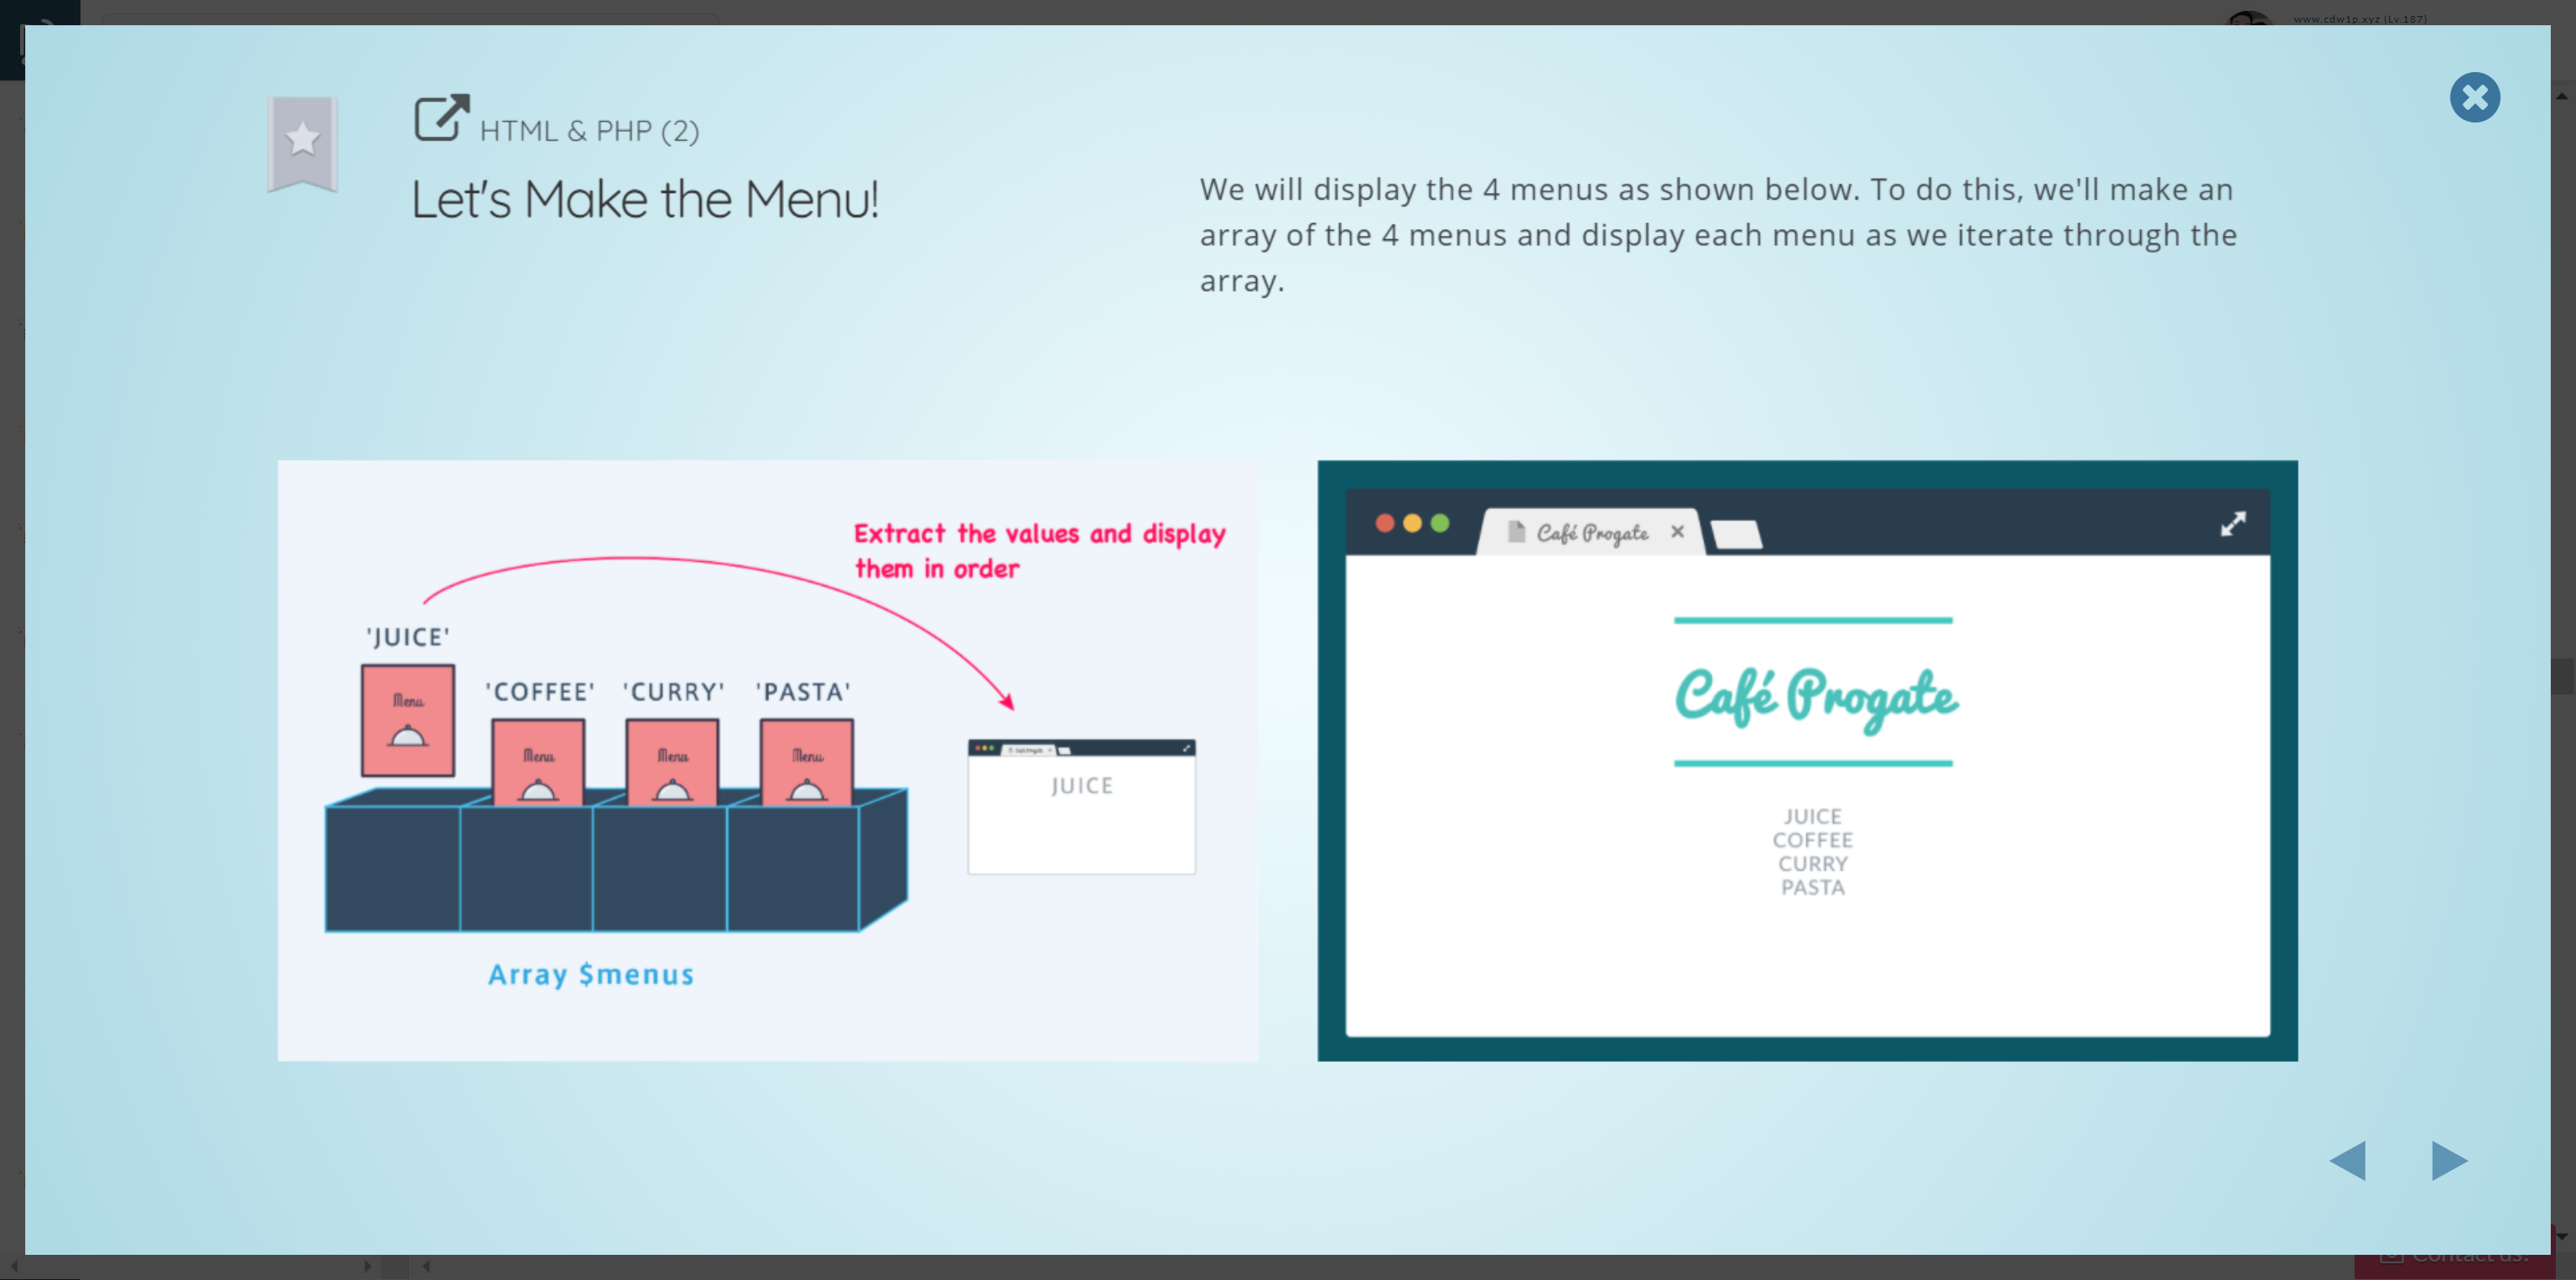 www.cdw1p.xyz (Lv.187)
HTML & PHP (2)
Let's Make the Menu!
We will display the 4 menus as shown below. To do this, we'll make an
array of the 4 menus and display each menu as we iterate through the
array.
Extract the values and display
them in order
'JUICE'
'COFFEE' 'CURRY' 'PASTA'
Menu
Menu
Menu
Menu
JUICE
Array $menus
Café Progate
Café Progate
JUICE
COFFEE
CURRY
PASTA
Contact us!